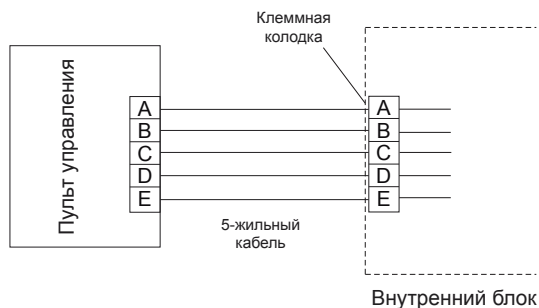 Клеммная
колодка
Пульт управления
A
B
C
D
E
A
B
C
D
E
5-жильный
кабель
Внутренний блок